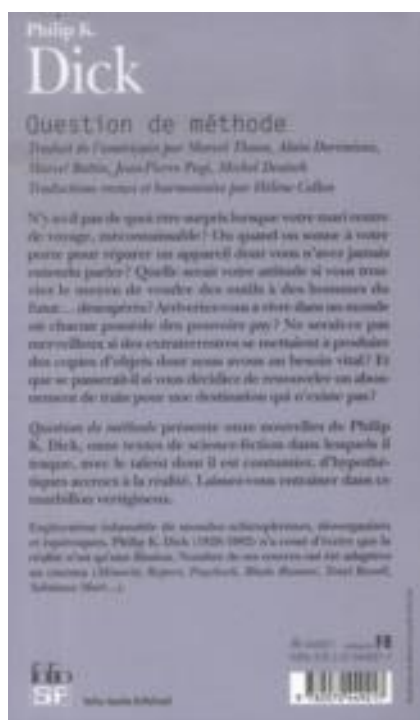 Philip K.
Dick
Question de méthode
Traduit de l'américain par Marcel Thaon, Alain Dorémieux,
Marcel Battin, Jean-Pierre Pugi, Michel Deutsch
Traductions revues et harmonisées par Hélène Collon
N'y a-t-il pas de quoi être surpris lorsque votre mari rentre
de voyage, méconnaissable ? Ou quand on sonne à votre
porte pour réparer un appareil dont vous n'avez jamais
entendu parler ? Quelle serait votre attitude si vous trou-
viez le moyen de vendre des outils à des hommes du
futur... désespérés ? Arriveriez-vous à vivre dans un monde
où chacun possède des pouvoirs psy ? Ne serait-ce pas
merveilleux si des extraterrestres se mettaient à produire
des copies d'objets dont nous avons un besoin vital ? Et
que se passerait-il si vous décidiez de renouveler un abon-
nement de train pour une destination qui n'existe pas ?
Question de méthode présente onze nouvelles de Philip
K. Dick, onze textes de science-fiction dans lesquels il
traque, avec le talent dont il est coutumier, d'hypothé-
tiques accrocs à la réalité. Laissez-vous entraîner dans ce
tourbillon vertigineux.
Explorateur infatigable de mondes schizophrènes, désorganisés
et équivoques, Philip K. Dick (1928-1982) n'a cessé d'écrire que la
réalité n'est qu'une illusion. Nombre de ses œuvres ont été adaptées
au cinéma (Minority Report, Paycheck, Blade Runner, Total Recall,
folio
SF
F8